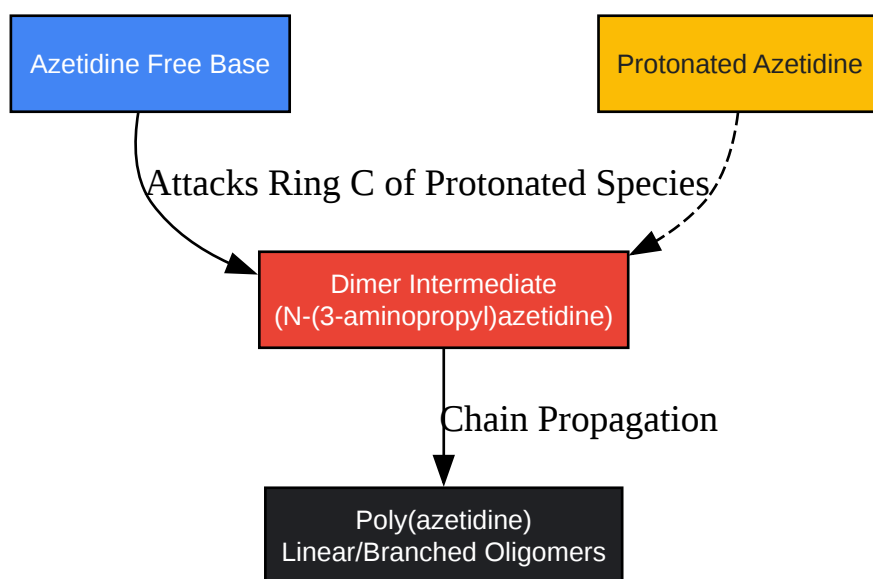 Azetidine Free Base
Protonated Azetidine
Attacks Ring C of Protonated Species
Dimer Intermediate
(N-(3-aminopropyl)azetidine)
Chain Propagation
Poly(azetidine)
Linear/Branched Oligomers